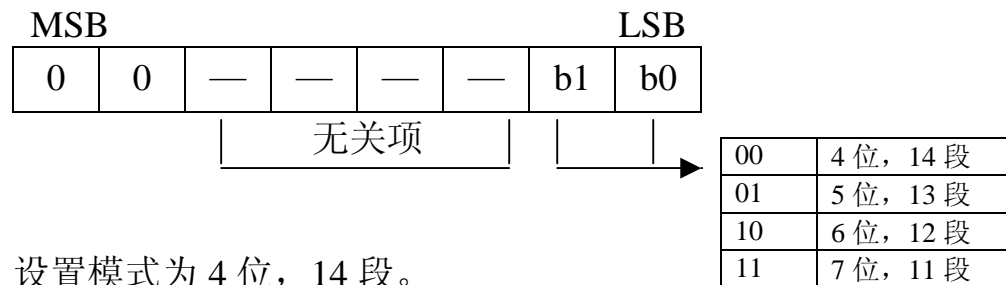 MSB LSB
0 0 — — — — b1 b0
无关项
00 4 位，14 段
01 5 位，13 段
10 6 位，12 段
11 7 位，11 段
设置模式为 4 位，14 段。